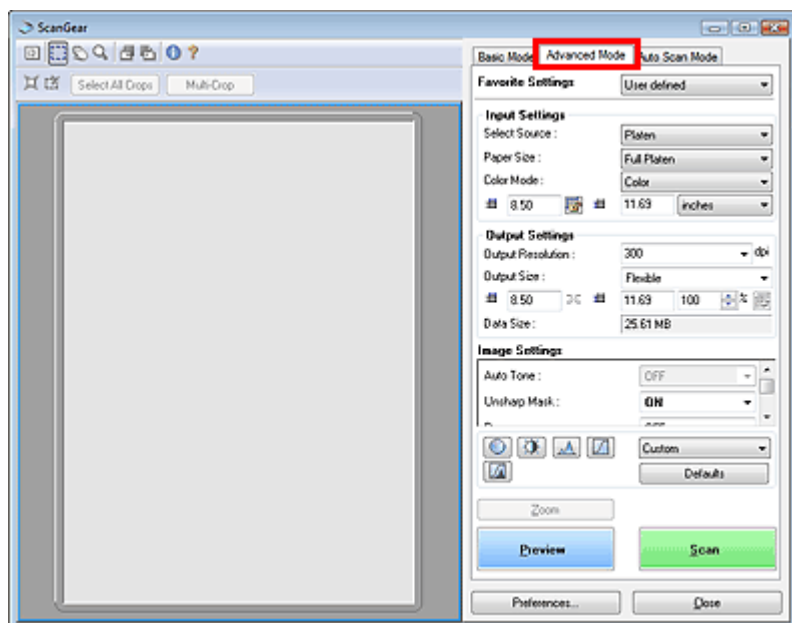 ScanGear
Select All Crops Multi-Crop
Basic Mode Advanced Mode Auto Scan Mode
Favorite Settings User defined
Input Settings
Select Source : Platen
Paper Size : Full Platen
Color Mode : Color
8.50 11.69 inches
Output Settings
Output Resolution : 300 dpi
Output Size : Flexible
8.50 11.69 100 %
Data Size : 25.61 MB
Image Settings
Auto Tone : OFF
Unsharp Mask : ON
Custom
Defaults
Zoom
Preview Scan
Preferences... Close